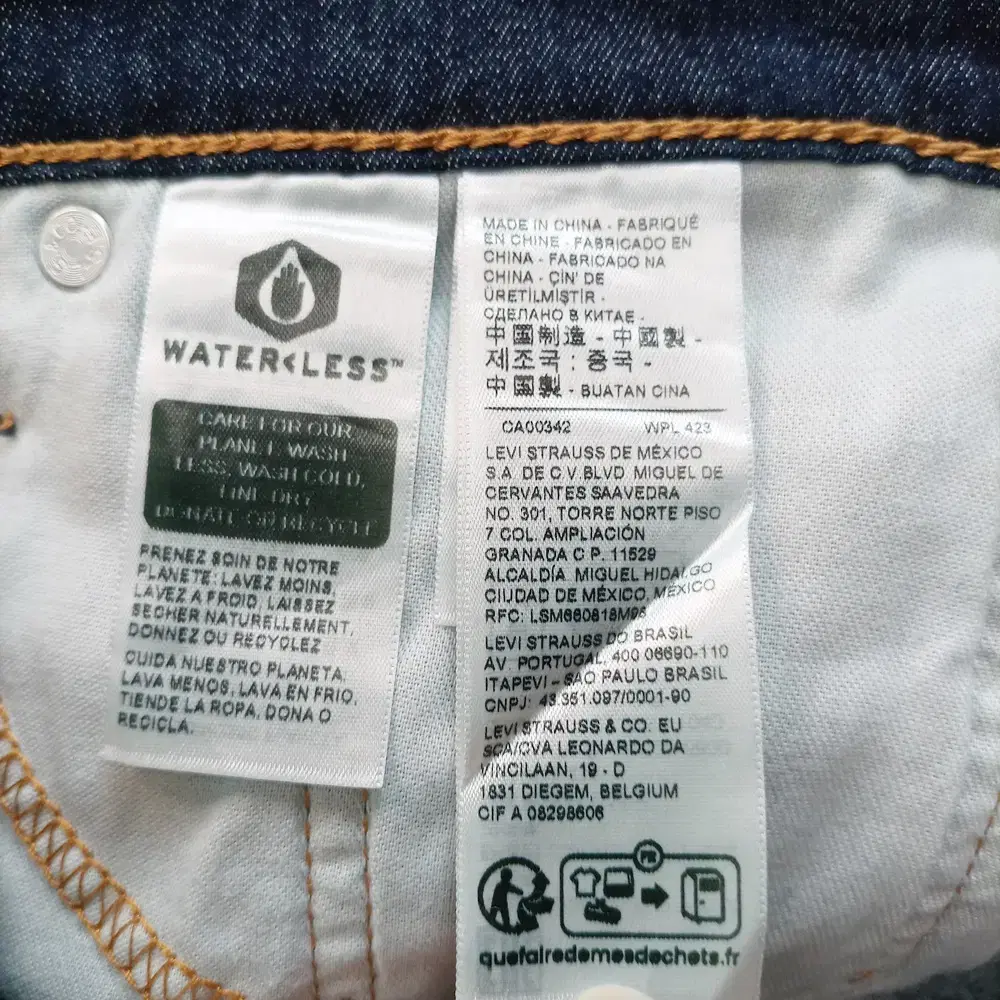 WATER<LESS™
CARE FOR OUR
PLANET. WASH
LESS, WASH COLD,
LINE DRY
DONATE OR RECYCLE
PRENEZ SOIN DE NOTRE
PLANETE: LAVEZ MOINS,
LAVEZ A FROID, LAISSEZ
SECHER NATURELLEMENT,
DONNEZ OU RECYCLEZ
CUIDA NUESTRO PLANETA.
LAVA MENOS, LAVA EN FRIO,
TIENDE LA ROPA, DONA O
RECICLA.
MADE IN CHINA - FABRIQUÉ
EN CHINE - FABRICADO EN
CHINA - FABRICADO NA
CHINA - ÇİN' DE
ÜRETİLMİŞTİR -
СДЕЛАНО В КИТАЕ -
中国制造 - 中國製 -
제조국 : 중국 -
中国製 - BUATAN CINA
CA00342 WPL 423
LEVI STRAUSS DE MÉXICO
S.A. DE C.V.BLVD MIGUEL DE
CERVANTES SAAVEDRA
NO. 301, TORRE NORTE PISO
7 COL. AMPLIACIÓN
GRANADA C.P. 11529
ALCALDÍA MIGUEL HIDALGO
CIUDAD DE MÉXICO, MÉXICO
RFC: LSM660818M98
LEVI STRAUSS DO BRASIL
AV. PORTUGAL, 400 06690-110
ITAPEVI – SAO PAULO BRASIL
CNPJ: 43.351.097/0001-90
LEVI STRAUSS & CO. EU
SCA/CVA LEONARDO DA
VINCILAAN, 19 - D
1831 DIEGEM, BELGIUM
CIF A 08298606
FR
quefairedemesdechets.fr